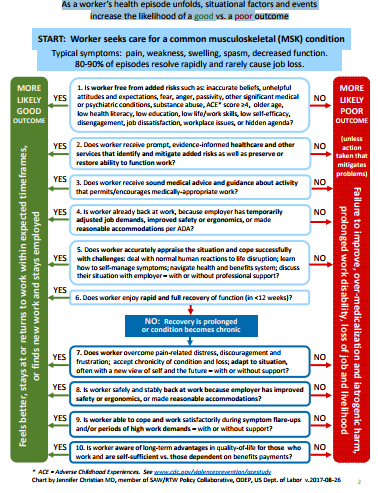 As a worker's health episode unfolds, situational factors and events
increase the likelihood of a good vs. a poor outcome
START: Worker seeks care for a common musculoskeletal (MSK) condition
Typical symptoms: pain, weakness, swelling, spasm, decreased function.
80-90% of episodes resolve rapidly and rarely cause job loss.
MORE
LIKELY
GOOD
OUTCOME
Feels better, stays at or returns to work within expected timeframes,
or finds new work and stays employed
YES
1. Is worker free from added risks such as: inaccurate beliefs, unhelpful
attitudes and expectations, fear, anger, passivity, other significant medical
or psychiatric conditions, substance abuse, ACE* score ≥4, older age,
low health literacy, low education, low life/work skills, low self-efficacy,
disengagement, job dissatisfaction, workplace issues, or hidden agenda?
NO
YES
2. Does worker receive prompt, evidence-informed healthcare and other
services that identify and mitigate added risks as well as preserve or
restore ability to function work?
NO
YES
3. Does worker receive sound medical advice and guidance about activity
that permits/encourages medically-appropriate work?
NO
YES
4. Is worker already back at work, because employer has temporarily
adjusted job demands, improved safety or ergonomics, or made
reasonable accommodations per ADA?
NO
YES
5. Does worker accurately appraise the situation and cope successfully
with challenges: deal with normal human reactions to life disruption; learn
how to self-manage symptoms; navigate health and benefits system; discuss
their situation with employer = with or without professional support?
NO
YES
6. Does worker enjoy rapid and full recovery of function (in <12 weeks)?
NO: Recovery is prolonged
or condition becomes chronic
YES
7. Does worker overcome pain-related distress, discouragement and
frustration; accept chronicity of condition and loss; adapt to situation,
often with a new view of self and the future = with or without support?
NO
YES
8. Is worker safely and stably back at work because employer has improved
safety or ergonomics, or made reasonable accommodations?
NO
YES
9. Is worker able to cope and work satisfactorily during symptom flare-ups
and/or periods of high work demands = with or without support?
NO
YES
10. Is worker aware of long-term advantages in quality-of-life for those who
work and are self-sufficient vs. those dependent on benefits payments?
NO
MORE
LIKELY
POOR
OUTCOME
(unless
action
taken that
mitigates
problems)
Failure to improve, over-medicalization and iatrogenic harm,
prolonged work disability, loss of job and livelihood
* ACE = Adverse Childhood Experiences. See www.cdc.gov/violenceprevention/acestudy
Chart by Jennifer Christian MD, member of SAW/RTW Policy Collaborative, ODEP, US Dept. of Labor v.2017-08-26
2